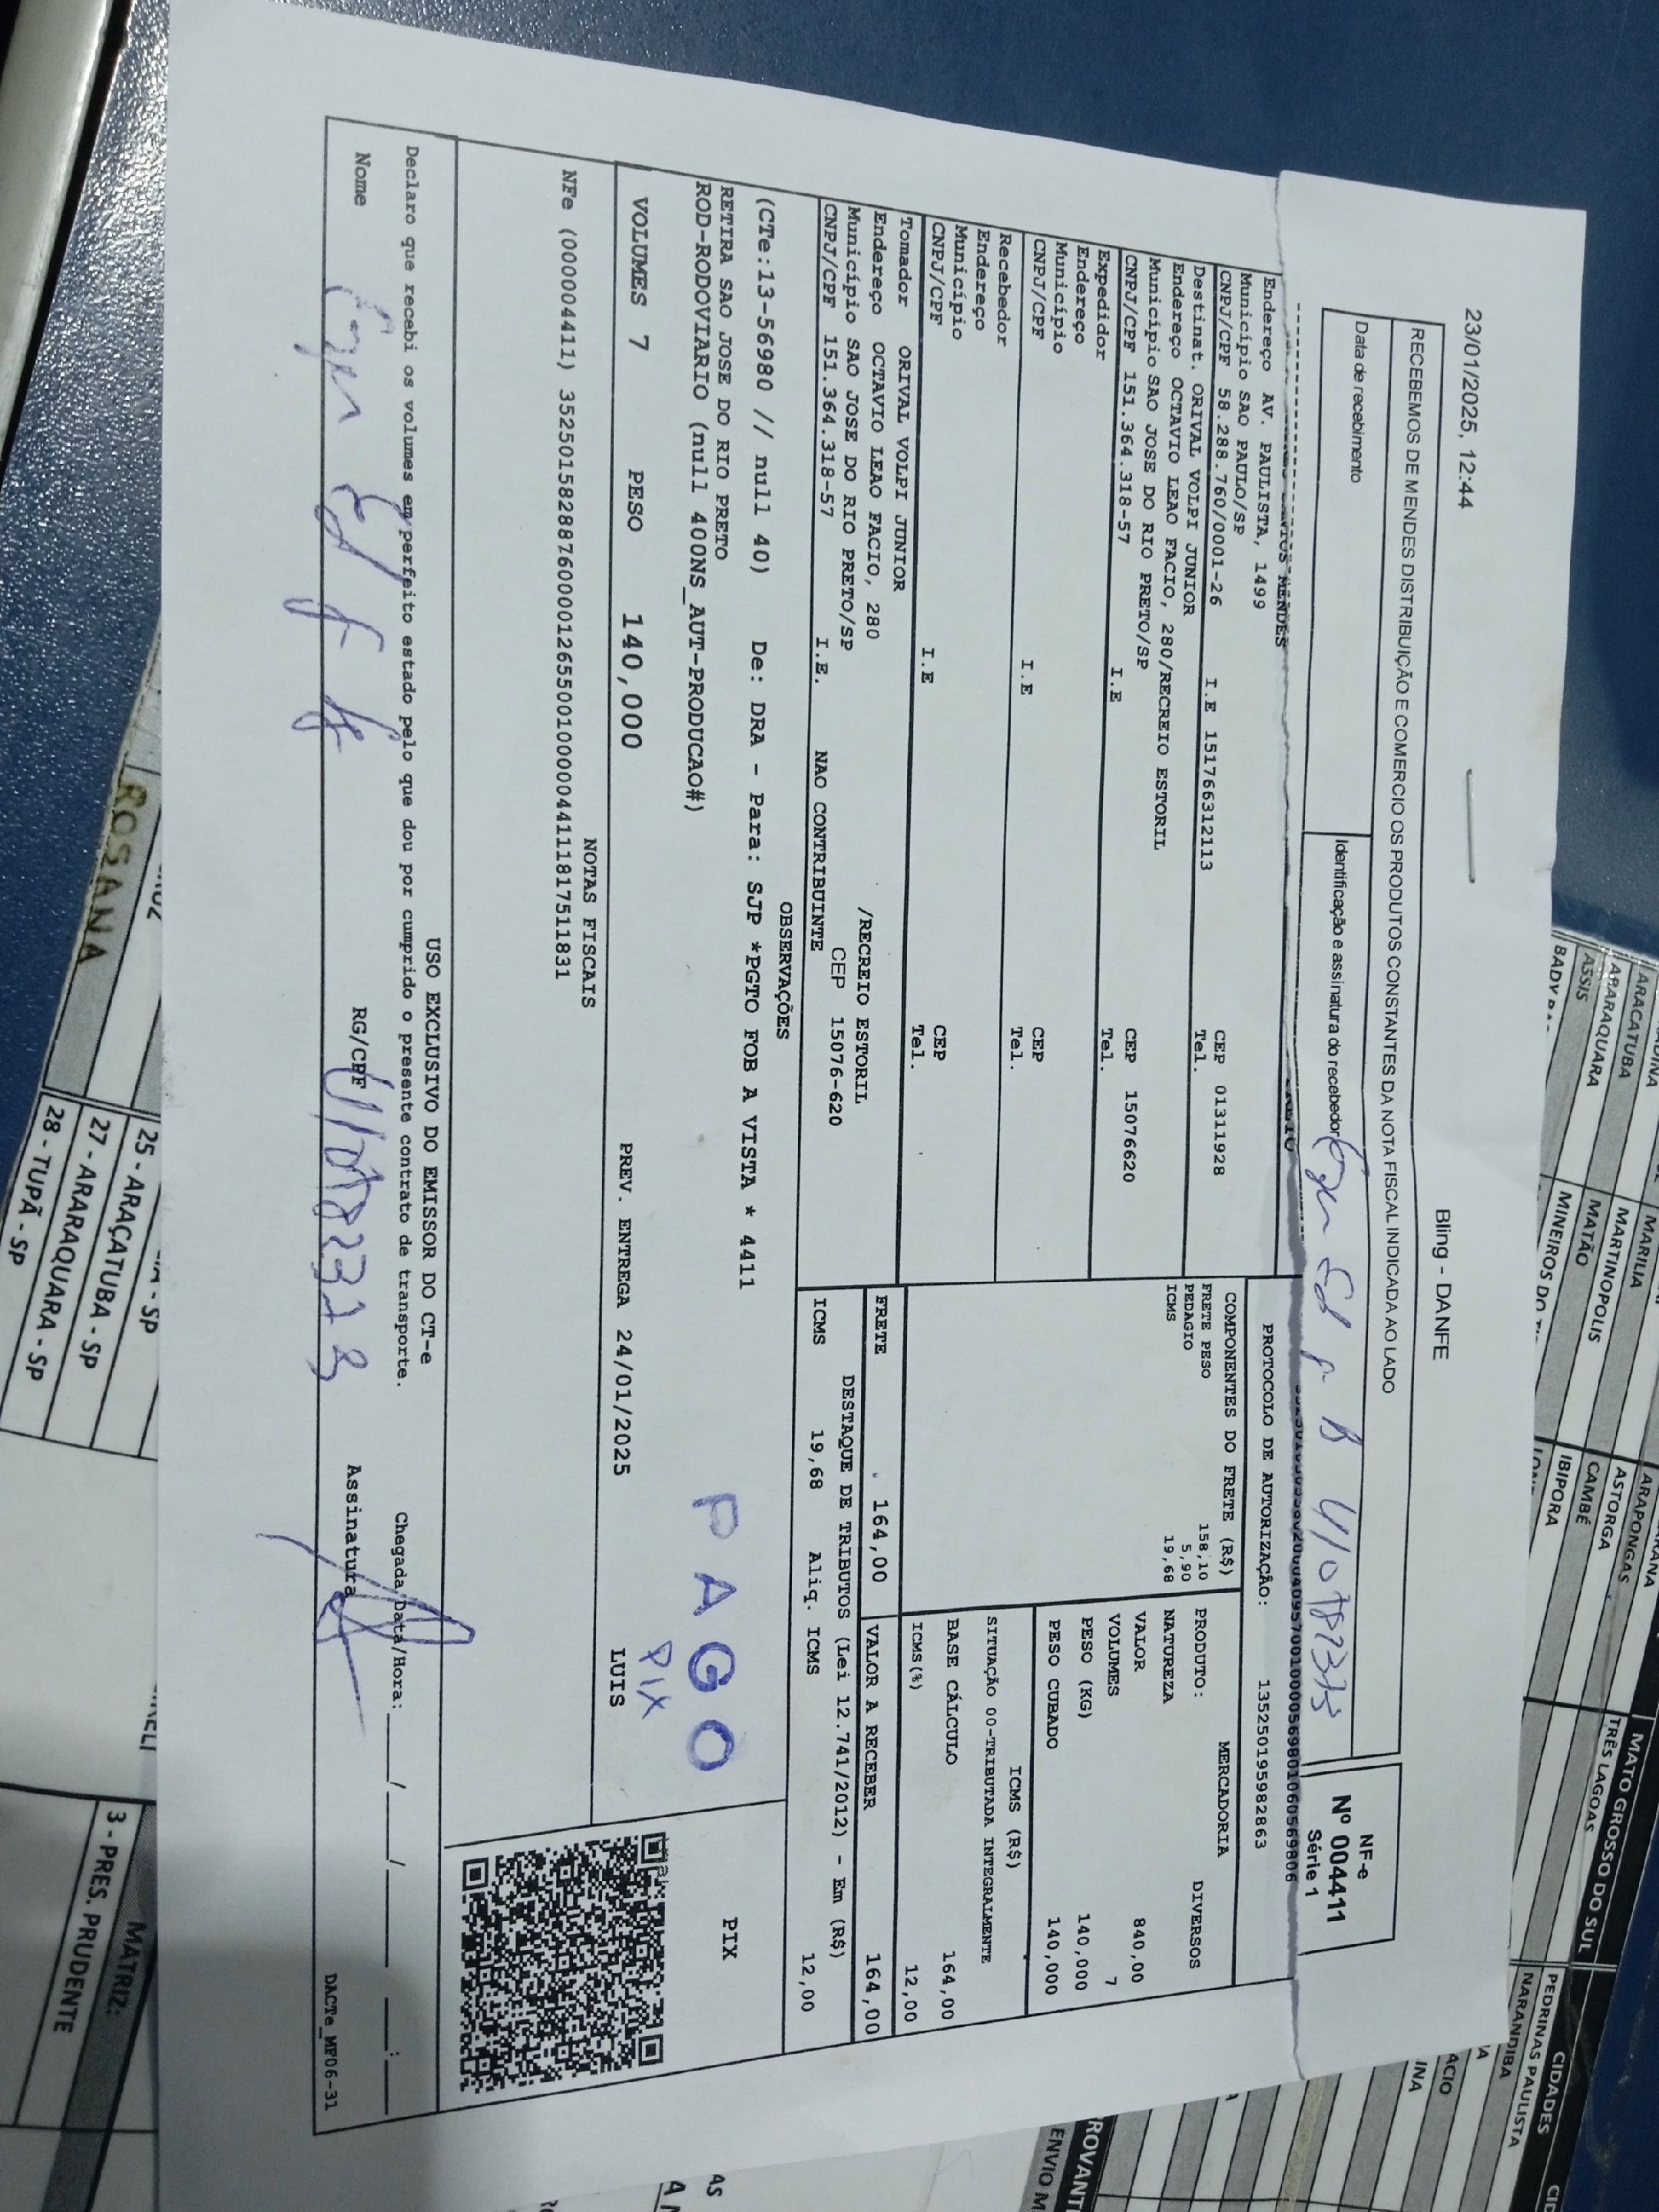 23/01/2025, 12:44
Bling - DANFE
RECEBEMOS DE MENDES DISTRIBUIÇÃO E COMERCIO OS PRODUTOS CONSTANTES DA NOTA FISCAL INDICADA AO LADO
Data de recebimento
Identificação e assinatura do recebedor
NF-e
Nº 004411
Série 1
MENDES
Endereço AV. PAULISTA, 1499
Município SAO PAULO/SP
CEP 01311928
CNPJ/CPF 58.288.760/0001-26 I.E 151766312113 Tel.
Destinat. ORIVAL VOLPI JUNIOR
Endereço OCTAVIO LEAO FACIO, 280/RECREIO ESTORIL
Município SAO JOSE DO RIO PRETO/SP CEP 15076620
CNPJ/CPF 151.364.318-57 I.E Tel.
Expedidor
Endereço
Município CEP
CNPJ/CPF I.E Tel.
Recebedor
Endereço
Município CEP
CNPJ/CPF I.E Tel.
Tomador ORIVAL VOLPI JUNIOR
Endereço OCTAVIO LEAO FACIO, 280 /RECREIO ESTORIL
Município SAO JOSE DO RIO PRETO/SP CEP 15076-620
CNPJ/CPF 151.364.318-57 I.E. NAO CONTRIBUINTE
PROTOCOLO DE AUTORIZAÇÃO: 135250195982863
COMPONENTES DO FRETE (R$)
FRETE PESO 158,10
PEDAGIO 5,90
ICMS 19,68
MERCADORIA
PRODUTO: DIVERSOS
NATUREZA
VALOR 840,00
VOLUMES 7
PESO (KG) 140,000
PESO CUBADO 140,000
ICMS (R$)
SITUAÇÃO 00-TRIBUTADA INTEGRALMENTE
BASE CÁLCULO 164,00
ICMS(%) 12,00
FRETE 164,00 VALOR A RECEBER 164,00
DESTAQUE DE TRIBUTOS (Lei 12.741/2012) - Em (R$)
ICMS 19,68 Aliq. ICMS 12,00
OBSERVAÇÕES
(CTe:13-56980 // null 40) De: DRA - Para: SJP *PGTO FOB A VISTA * 4411
RETIRA SAO JOSE DO RIO PRETO
ROD-RODOVIARIO (null 400NS_AUT-PRODUCAO#)
PAGO
PIX
PIX
VOLUMES 7 PESO 140,000 PREV. ENTREGA 24/01/2025 LUIS
NOTAS FISCAIS
NFe (000004411) 35250158288760000126550010000044111817511831
USO EXCLUSIVO DO EMISSOR DO CT-e
Declaro que recebi os volumes em perfeito estado pelo que dou por cumprido o presente contrato de transporte.
Chegada Data/Hora: ___/___/___ ___:___
Nome RG/CPF Assinatura
DACTe_MF06-31
ARACATUBA
ARARAQUARA
ASSIS
MARILIA
MARTINOPOLIS
MATÃO
ARAPONGAS
ASTORGA
CAMBÉ
IBIPORA
MATO GROSSO DO SUL
TRÊS LAGOAS
CIDADES
PEDRINAS PAULISTA
NARANDIBA
ROSANA
25 - ARAÇATUBA - SP
27 - ARARAQUARA - SP
28 - TUPÃ - SP
MATRIZ:
3 - PRES. PRUDENTE